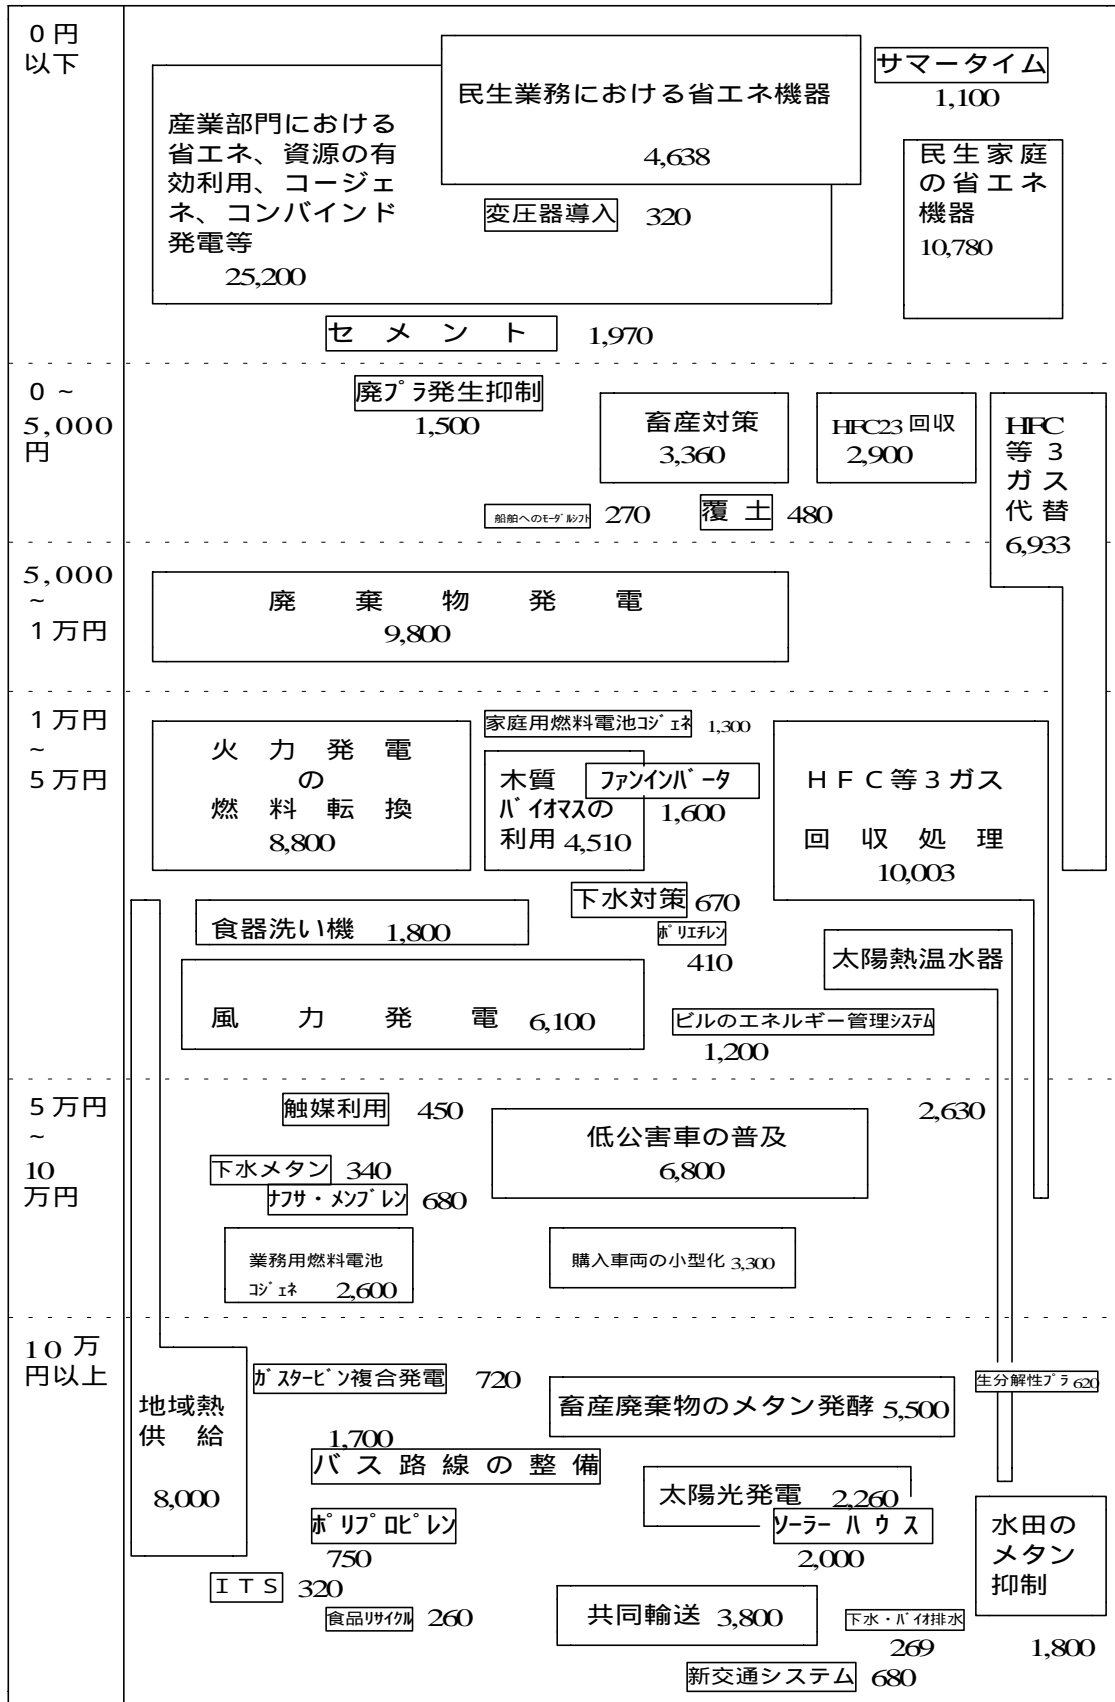 0円
以下
民生業務における省エネ機器
4,638
サマータイム
1,100
産業部門における
省エネ、資源の有
効利用、コージェ
ネ、コンバインド
発電等
25,200
変圧器導入 320
民生家庭
の省エネ
機器
10,780
セメント 1,970
0~
5,000
円
廃プラ発生抑制
1,500
畜産対策
3,360
HFC23回収
2,900
HFC
等3
ガス
代替
6,933
船舶へのモーダルシフト 270
覆土 480
5,000
~
1万円
廃棄物発電
9,800
1万円
~
5万円
火力発電
の
燃料転換
8,800
家庭用燃料電池コジェネ 1,300
木質
バイオマスの
利用 4,510
ファンインバータ
1,600
HFC等3ガス
回収処理
10,003
下水対策 670
食器洗い機 1,800
ポリエチレン
410
太陽熱温水器
風力発電 6,100
ビルのエネルギー管理システム
1,200
5万円
~
10
万円
触媒利用 450
低公害車の普及
6,800
2,630
下水メタン 340
ナフサ・メンブレン 680
業務用燃料電池
コジェネ 2,600
購入車両の小型化 3,300
10万
円以上
地域熱
供給
8,000
ガスタービン複合発電 720
畜産廃棄物のメタン発酵 5,500
生分解性プラ 620
1,700
バス路線の整備
太陽光発電 2,260
ポリプロピレン
750
ソーラーハウス
2,000
水田の
メタン
抑制
1,800
ITS 320
食品リサイクル 260
共同輸送 3,800
下水・バイオ排水
269
新交通システム 680